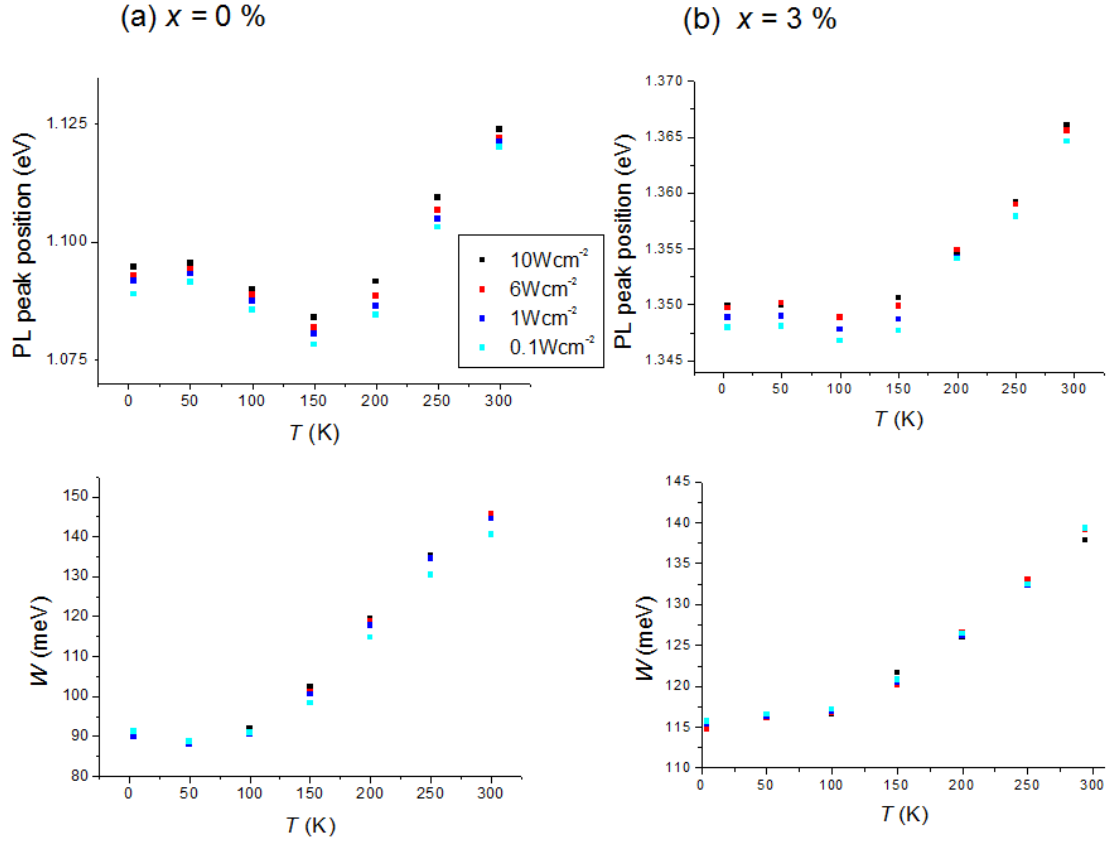 (a) x = 0 %
(b) x = 3 %
PL peak position (eV)
1.125
1.100
1.075
0 50 100 150 200 250 300
T (K)
10Wcm⁻²
6Wcm⁻²
1Wcm⁻²
0.1Wcm⁻²
PL peak position (eV)
1.370
1.365
1.360
1.355
1.350
1.345
0 50 100 150 200 250 300
T (K)
W (meV)
150
140
130
120
110
100
90
80
0 50 100 150 200 250 300
T (K)
W (meV)
145
140
135
130
125
120
115
110
0 50 100 150 200 250 300
T (K)